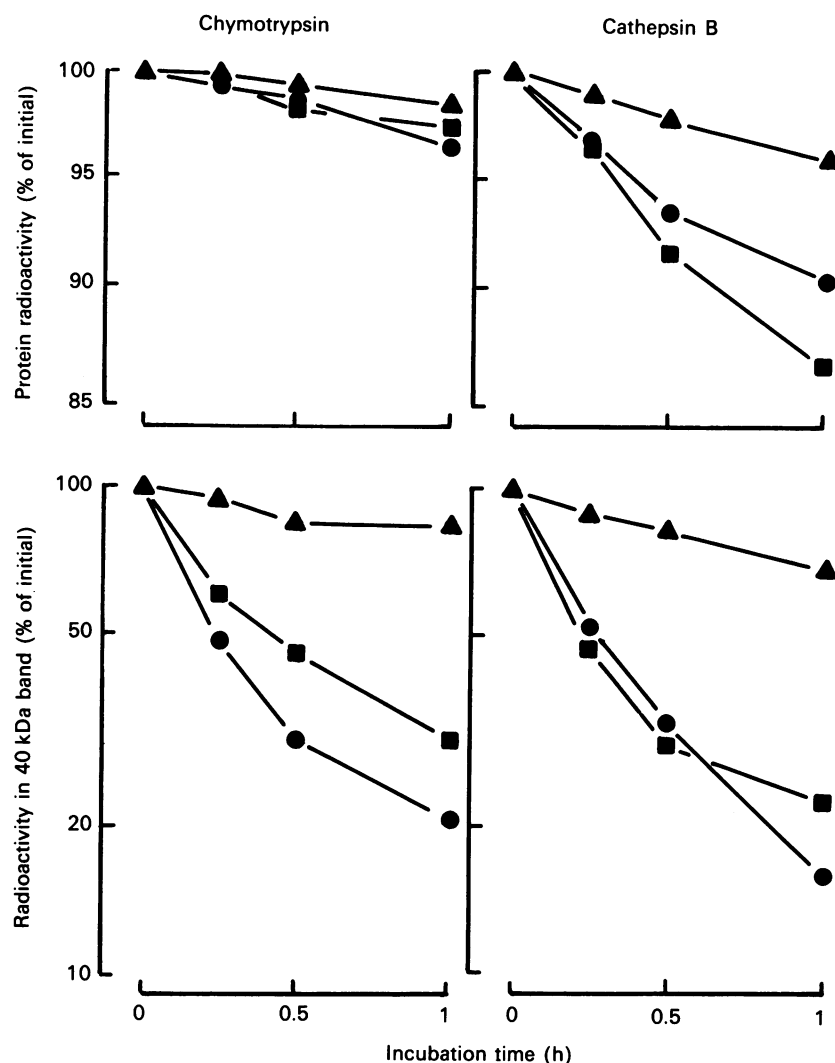 Chymotrypsin
Cathepsin B
Protein radioactivity (% of initial)
100
95
90
85
Radioactivity in 40 kDa band (% of initial)
100
50
20
10
0
0.5
1
0
0.5
1
Incubation time (h)